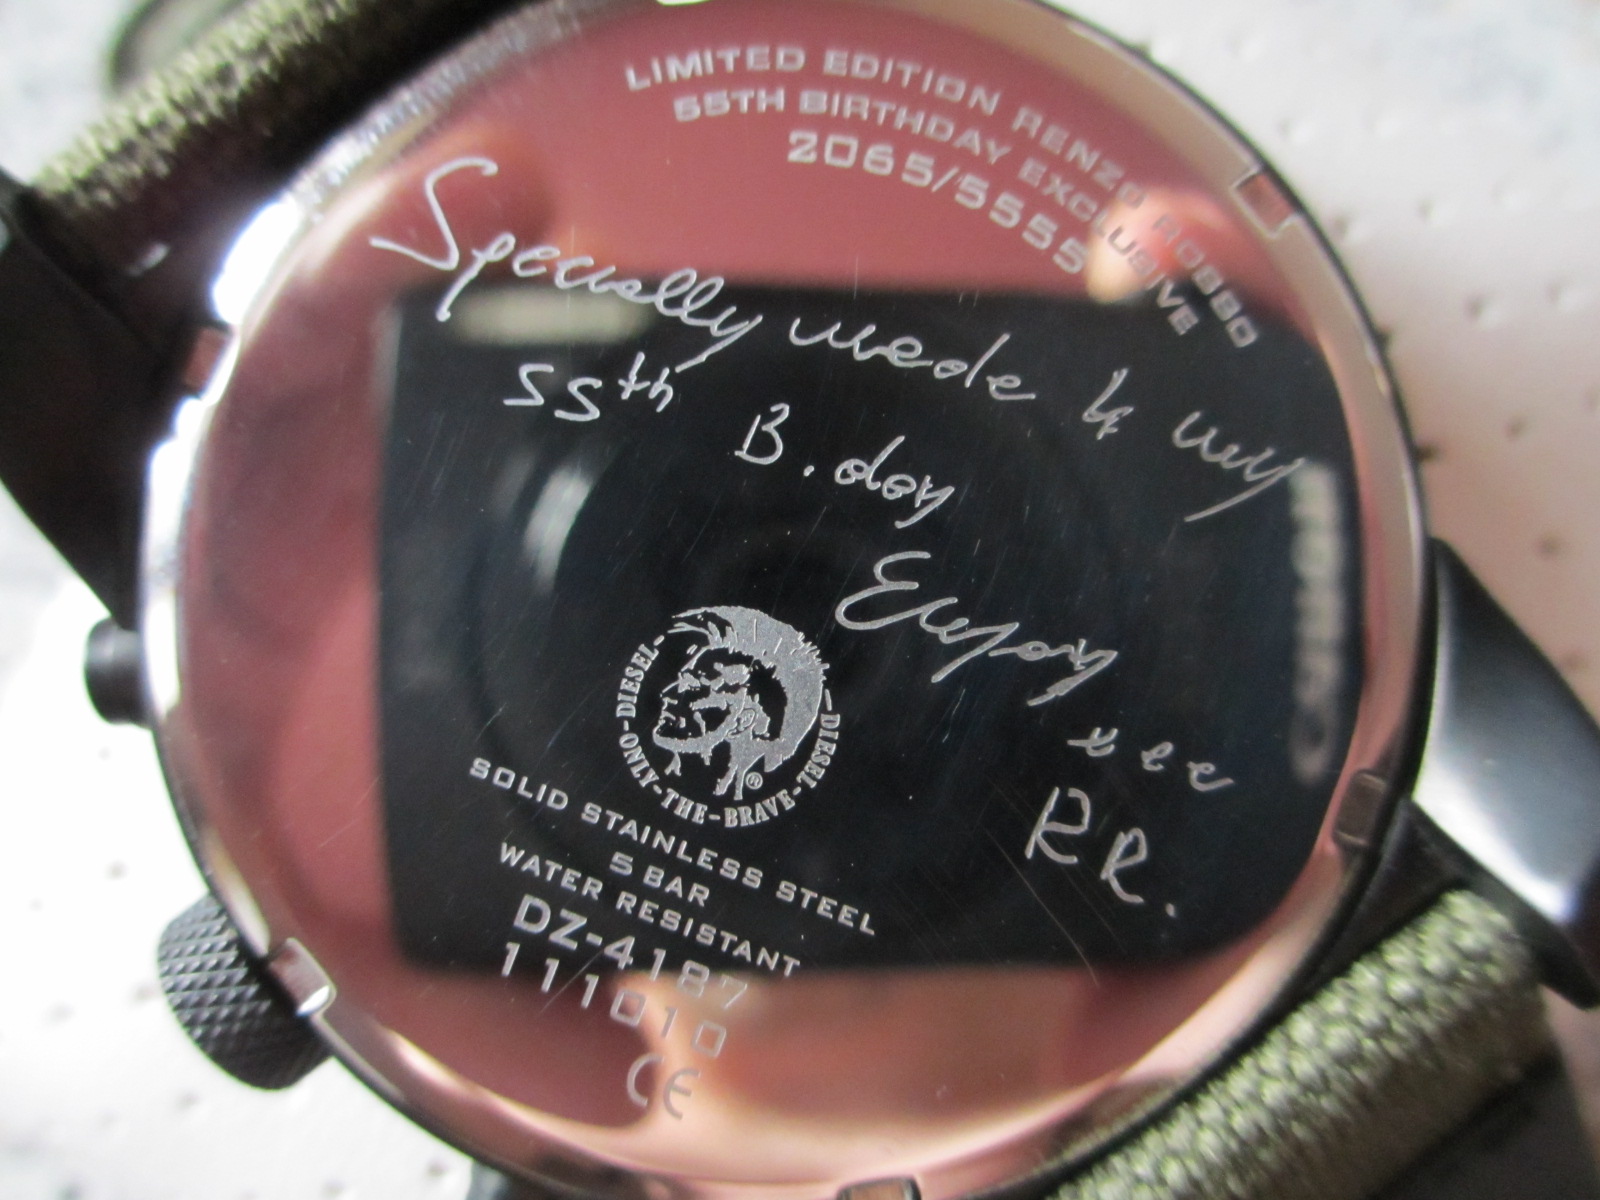 LIMITED EDITION RENZO ROSSO
55TH BIRTHDAY EXCLUSIVE
2065/5555
Specially made 4 my
55th B.day
Enjoy
RR.
-DIESEL-
-DIESEL-
ONLY-THE-BRAVE-
®
SOLID STAINLESS STEEL
5 BAR
WATER RESISTANT
DZ-4187
111010
CE